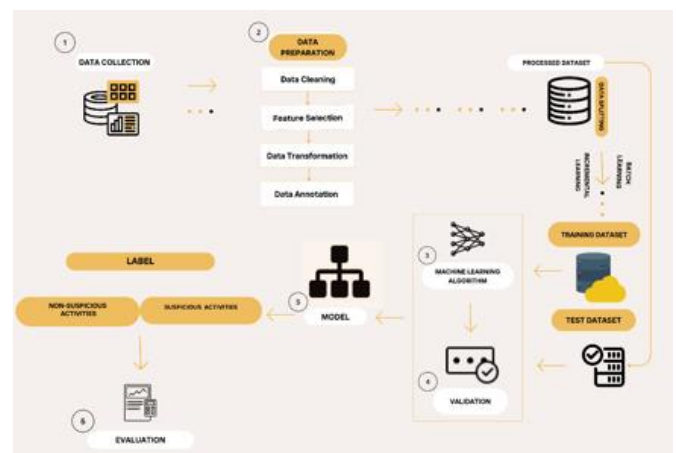 1
DATA COLLECTION
2
DATA
PREPARATION
Data Cleaning
Feature Selection
Data Transformation
Data Annotation
PROCESSED DATASET
DATA SPLITTING
INCREMENTAL
LEARNING
BATCH
LEARNING
TRAINING DATASET
TEST DATASET
3
MACHINE LEARNING
ALGORITHM
4
VALIDATION
5
MODEL
LABEL
NON-SUSPICIOUS
ACTIVITIES
SUSPICIOUS ACTIVITIES
6
EVALUATION